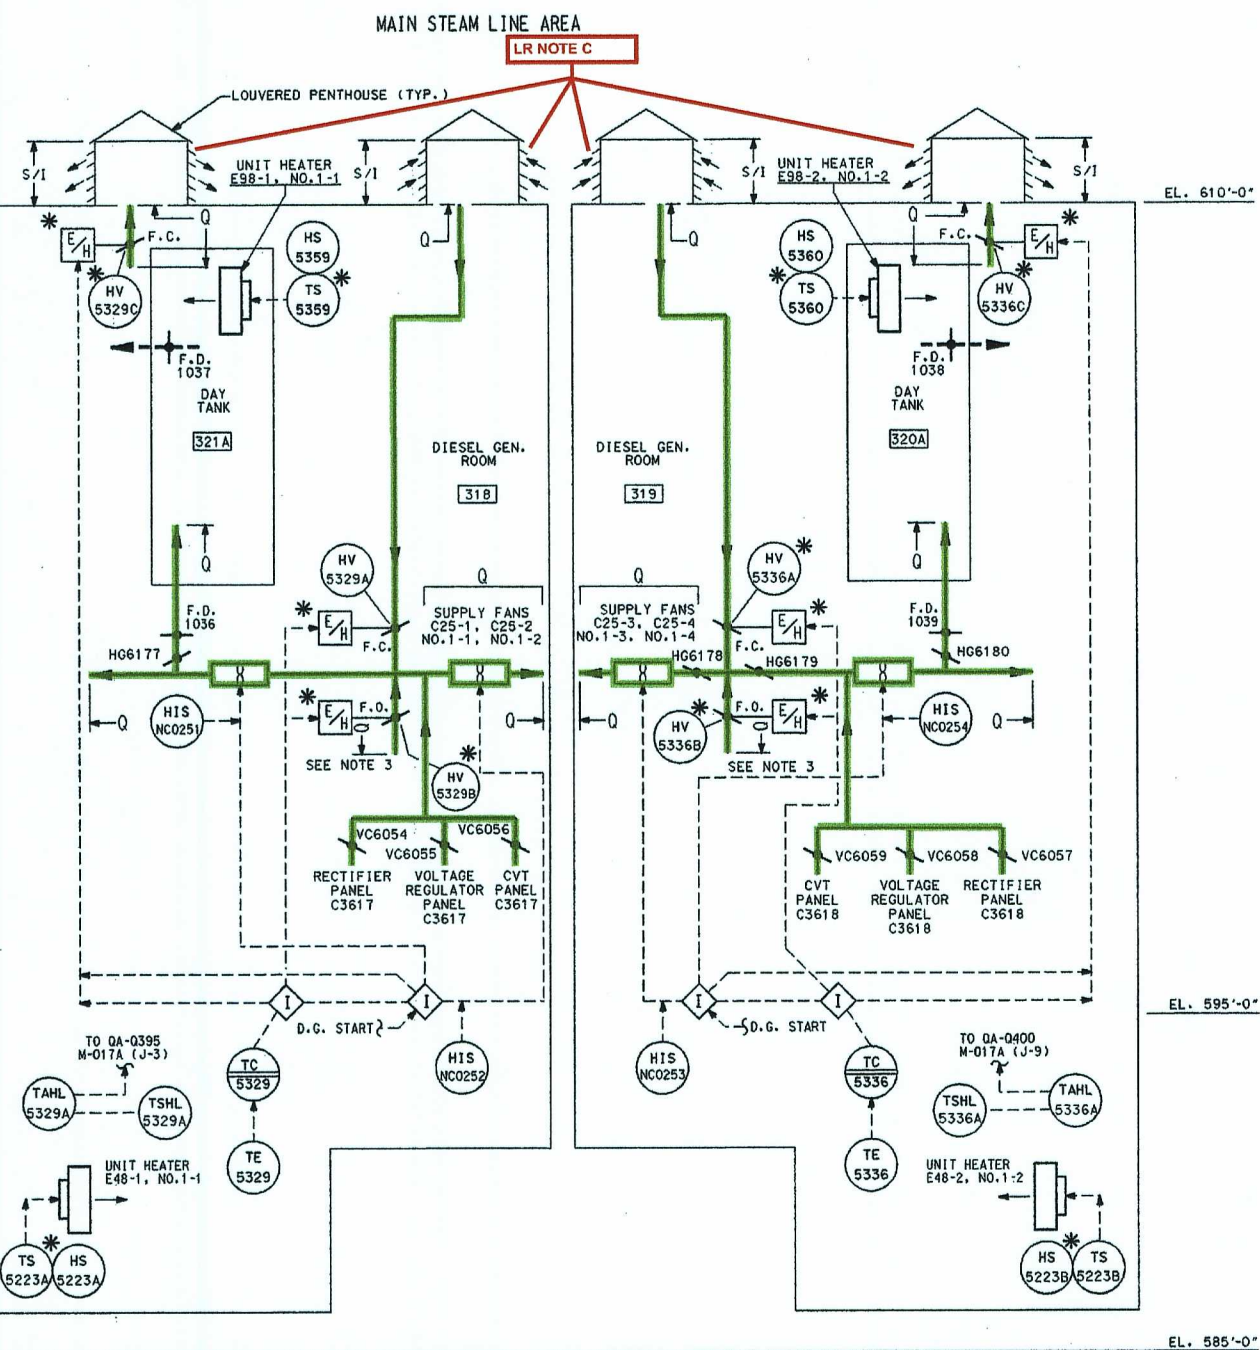 MAIN STEAM LINE AREA
LR NOTE C
LOUVERED PENTHOUSE (TYP.)
S/I
UNIT HEATER
E98-1, NO.1-1
S/I
UNIT HEATER
E98-2, NO.1-2
S/I
S/I
EL. 610'-0"
*
E/H
F.C.
Q
*
HV
5329C
HS
5359
TS
5359
*
Q
Q
HS
5360
*
TS
5360
Q
F.C.
E/H
*
*
HV
5336C
F.D.
1037
DAY
TANK
321A
F.D.
1038
DAY
TANK
320A
DIESEL GEN.
ROOM
318
DIESEL GEN.
ROOM
319
Q
Q
HV
5329A
*
E/H
F.C.
Q
SUPPLY FANS
C25-1, C25-2
NO.1-1, NO.1-2
Q
SUPPLY FANS
C25-3, C25-4
NO.1-3, NO.1-4
HV
5336A
*
E/H
*
F.C.
F.D.
1036
HG6177
F.D.
1039
HG6180
HG6178
HG6179
Q
HIS
NC0251
*
E/H
F.O.
Q
SEE NOTE 3
*
HV
5329B
Q
Q
*
HV
5336B
F.O.
Q
E/H
*
SEE NOTE 3
HIS
NC0254
Q
VC6054
VC6055
VC6056
RECTIFIER
PANEL
C3617
VOLTAGE
REGULATOR
PANEL
C3617
CVT
PANEL
C3617
VC6059
VC6058
VC6057
CVT
PANEL
C3618
VOLTAGE
REGULATOR
PANEL
C3618
RECTIFIER
PANEL
C3618
I
I
I
I
D.G. START
D.G. START
EL. 595'-0"
TO QA-Q395
M-017A (J-3)
TO QA-Q400
M-017A (J-9)
TAHL
5329A
TSHL
5329A
TC
5329
HIS
NC0252
HIS
NC0253
TC
5336
TSHL
5336A
TAHL
5336A
TE
5329
TE
5336
UNIT HEATER
E48-1, NO.1-1
UNIT HEATER
E48-2, NO.1-2
TS
5223A
*
HS
5223A
HS
5223B
*
TS
5223B
EL. 585'-0"